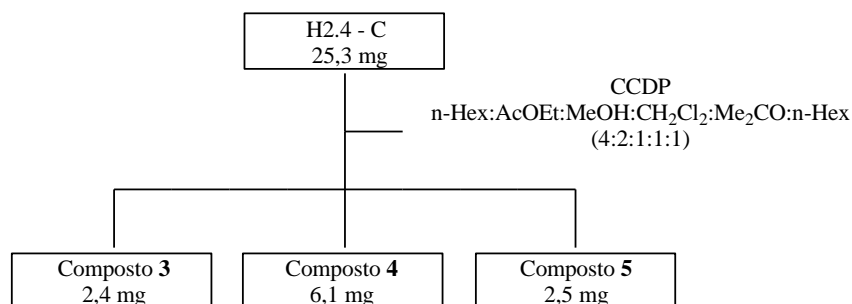 H2.4 - C
25,3 mg
CCDP
n-Hex:AcOEt:MeOH:CH2Cl2:Me2CO:n-Hex
(4:2:1:1:1)
Composto 3
2,4 mg
Composto 4
6,1 mg
Composto 5
2,5 mg